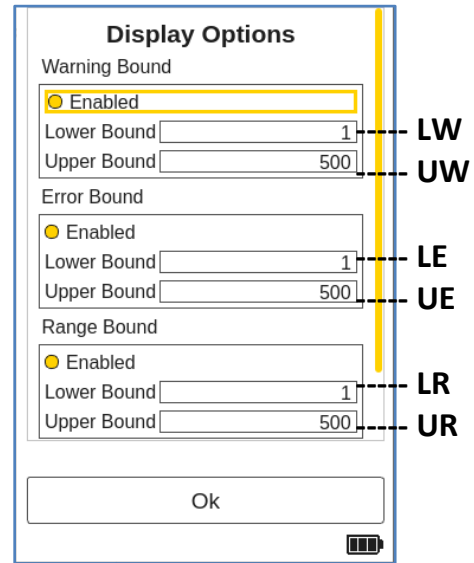 Display Options
Warning Bound
Enabled
Lower Bound 1 LW
Upper Bound 500 UW
Error Bound
Enabled
Lower Bound 1 LE
Upper Bound 500 UE
Range Bound
Enabled
Lower Bound 1 LR
Upper Bound 500 UR
Ok